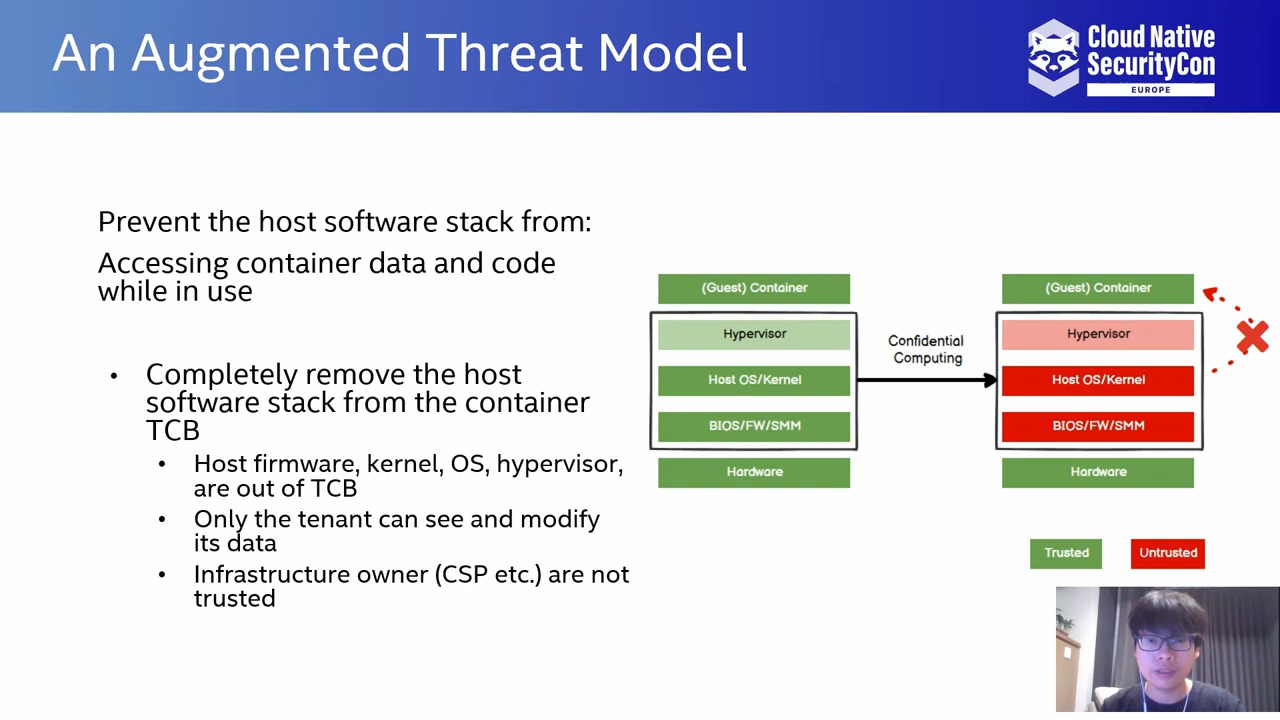 An Augmented Threat Model
Cloud Native
SecurityCon
EUROPE
Prevent the host software stack from:
Accessing container data and code
while in use
• Completely remove the host
software stack from the container
TCB
• Host firmware, kernel, OS, hypervisor,
are out of TCB
• Only the tenant can see and modify
its data
• Infrastructure owner (CSP etc.) are not
trusted
(Guest) Container
Hypervisor
Host OS/Kernel
BIOS/FW/SMM
Hardware
Confidential
Computing
(Guest) Container
Hypervisor
Host OS/Kernel
BIOS/FW/SMM
Hardware
Trusted
Untrusted